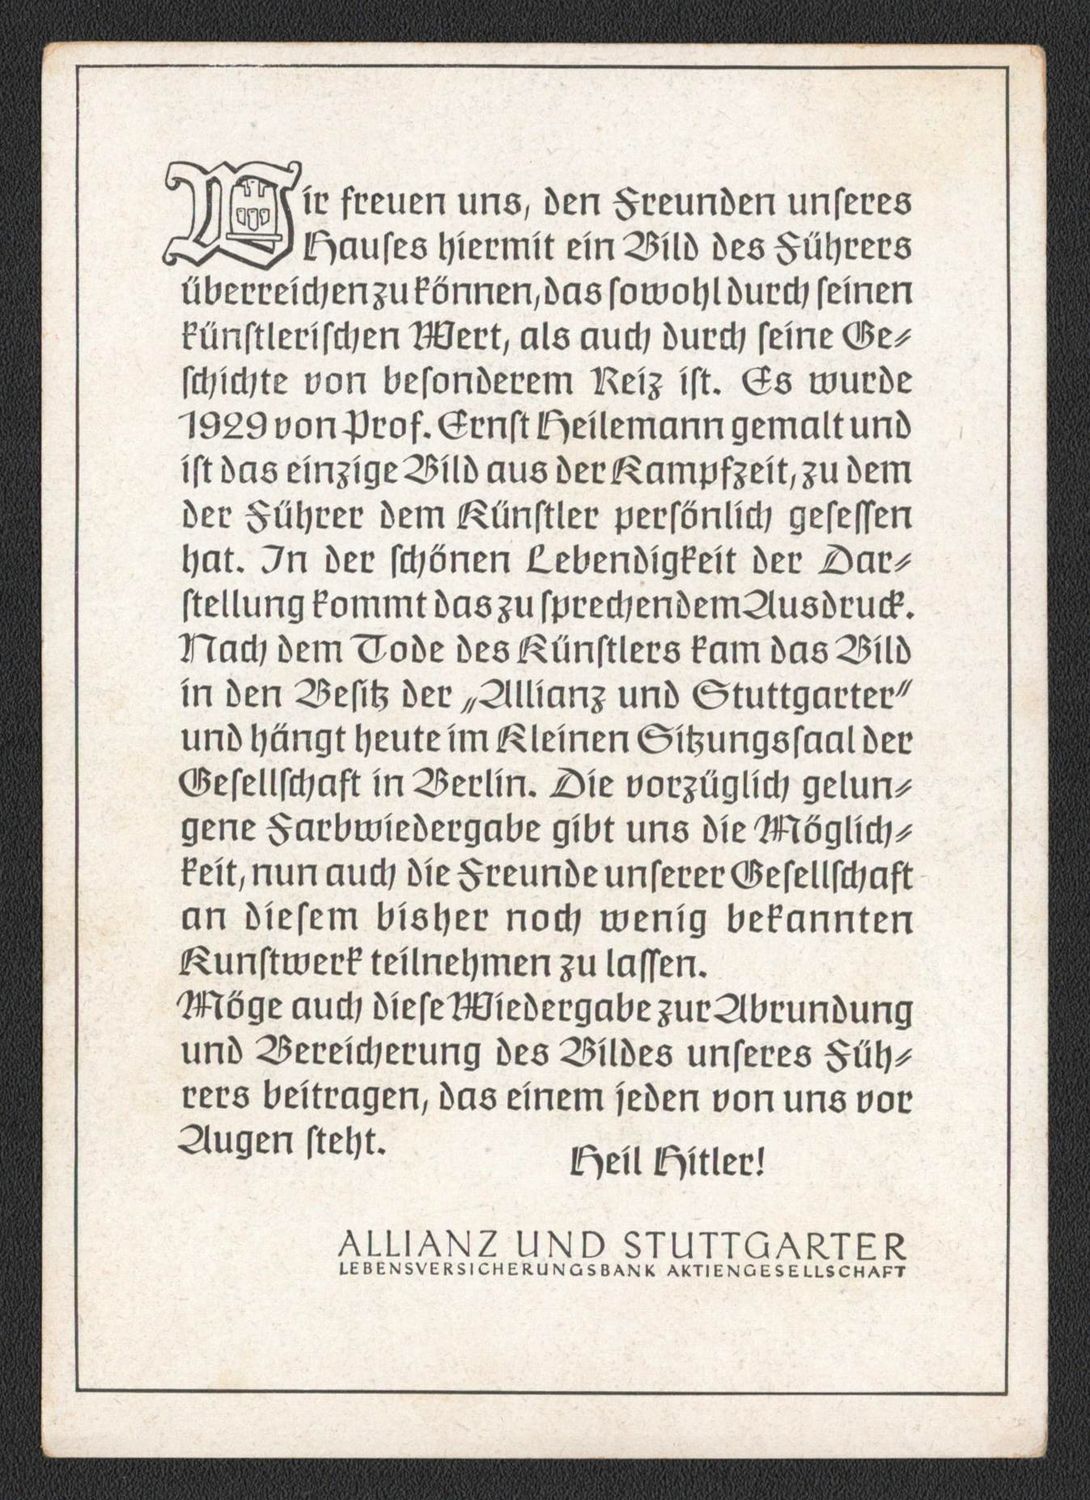 Wir freuen uns, den Freunden unseres
Hauses hiermit ein Bild des Führers
überreichen zu können, das sowohl durch seinen
künstlerischen Wert, als auch durch seine Ge-
schichte von besonderem Reiz ist. Es wurde
1929 von Prof. Ernst Heilemann gemalt und
ist das einzige Bild aus der Kampfzeit, zu dem
der Führer dem Künstler persönlich gesessen
hat. In der schönen Lebendigkeit der Dar-
stellung kommt das zu sprechendem Ausdruck.
Nach dem Tode des Künstlers kam das Bild
in den Besitz der „Allianz und Stuttgarter"
und hängt heute im Kleinen Sitzungssaal der
Gesellschaft in Berlin. Die vorzüglich gelun-
gene Farbwiedergabe gibt uns die Möglich-
keit, nun auch die Freunde unserer Gesellschaft
an diesem bisher noch wenig bekannten
Kunstwerk teilnehmen zu lassen.
Möge auch diese Wiedergabe zur Abrundung
und Bereicherung des Bildes unseres Füh-
rers beitragen, das einem jeden von uns vor
Augen steht.
Heil Hitler!
ALLIANZ UND STUTTGARTER
LEBENSVERSICHERUNGSBANK AKTIENGESELLSCHAFT